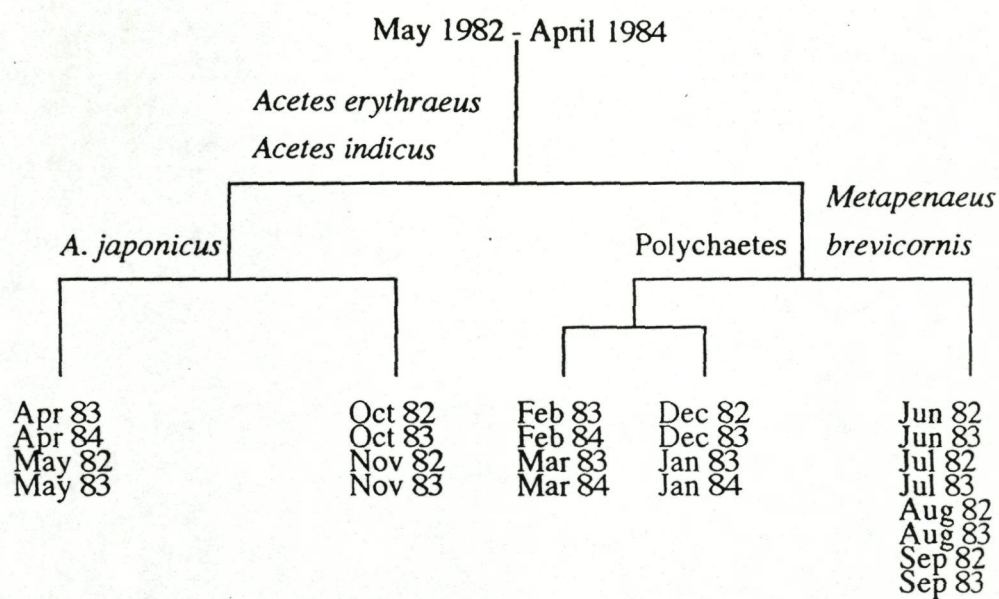 May 1982 - April 1984
Acetes erythraeus
Acetes indicus
Metapenaeus
brevicornis
A. japonicus
Polychaetes
Apr 83
Apr 84
May 82
May 83
Oct 82
Oct 83
Nov 82
Nov 83
Feb 83
Feb 84
Mar 83
Mar 84
Dec 82
Dec 83
Jan 83
Jan 84
Jun 82
Jun 83
Jul 82
Jul 83
Aug 82
Aug 83
Sep 82
Sep 83